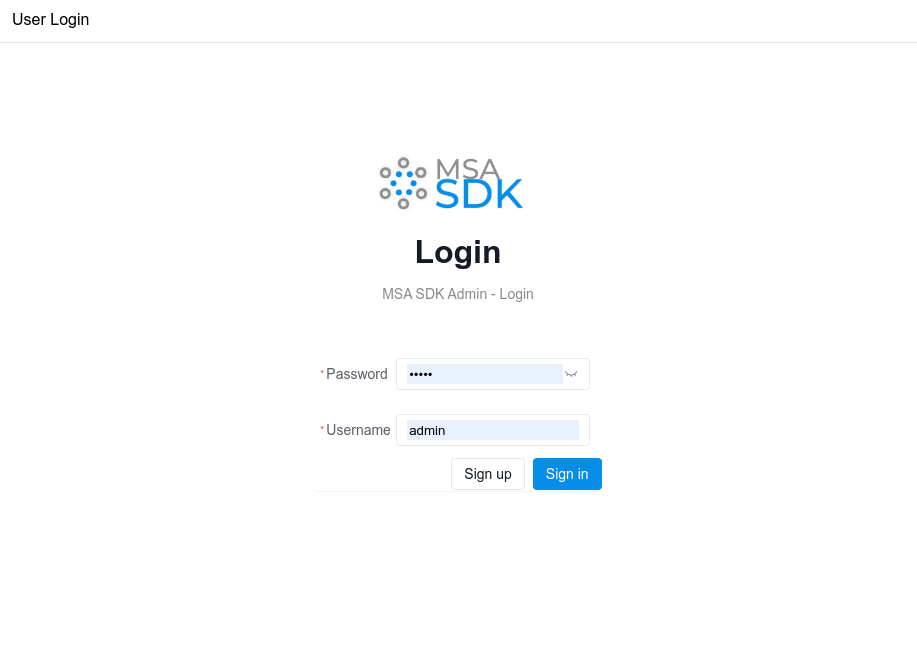 User Login
MSA
SDK
Login
MSA SDK Admin - Login
* Password •••••
* Username admin
Sign up Sign in